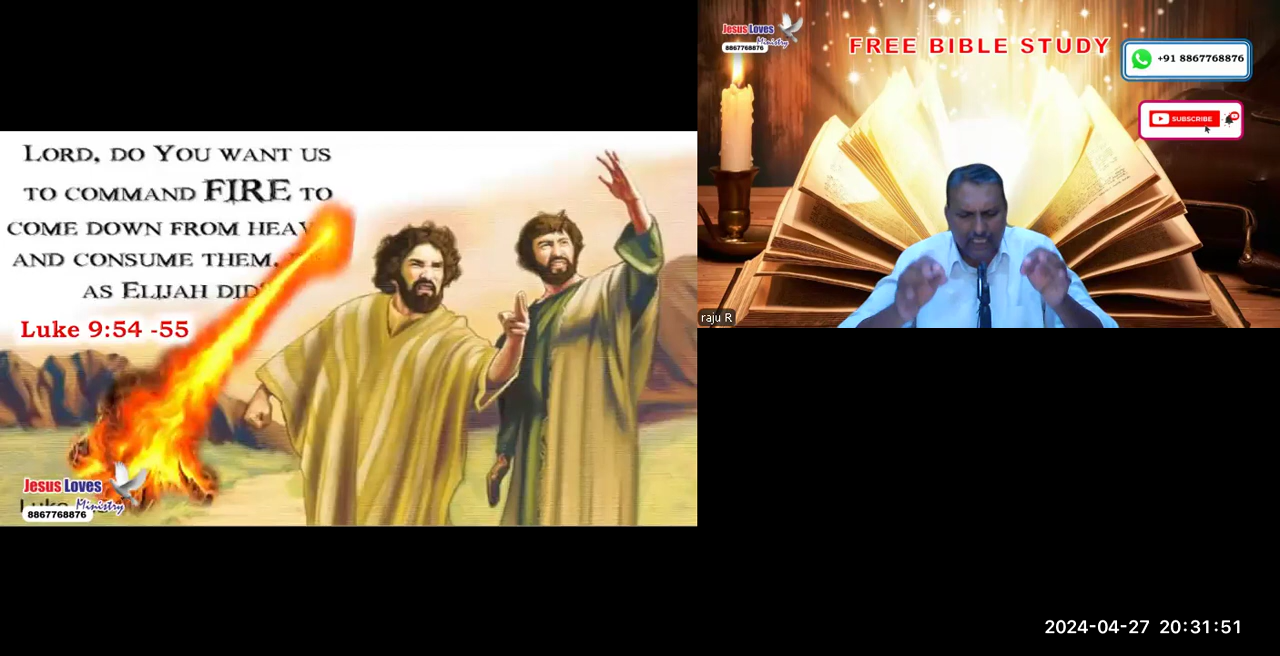 LORD, DO YOU WANT US
TO COMMAND FIRE TO
COME DOWN FROM
AND CONSUME THEM,
AS ELIJAH DID?
Luke 9:54 -55
Jesus Loves
Ministry
8867768876
Jesus Loves
Ministry
8867768876
FREE BIBLE STUDY
+91 8867768876
SUBSCRIBE
raju R
2024-04-27 20:31:51